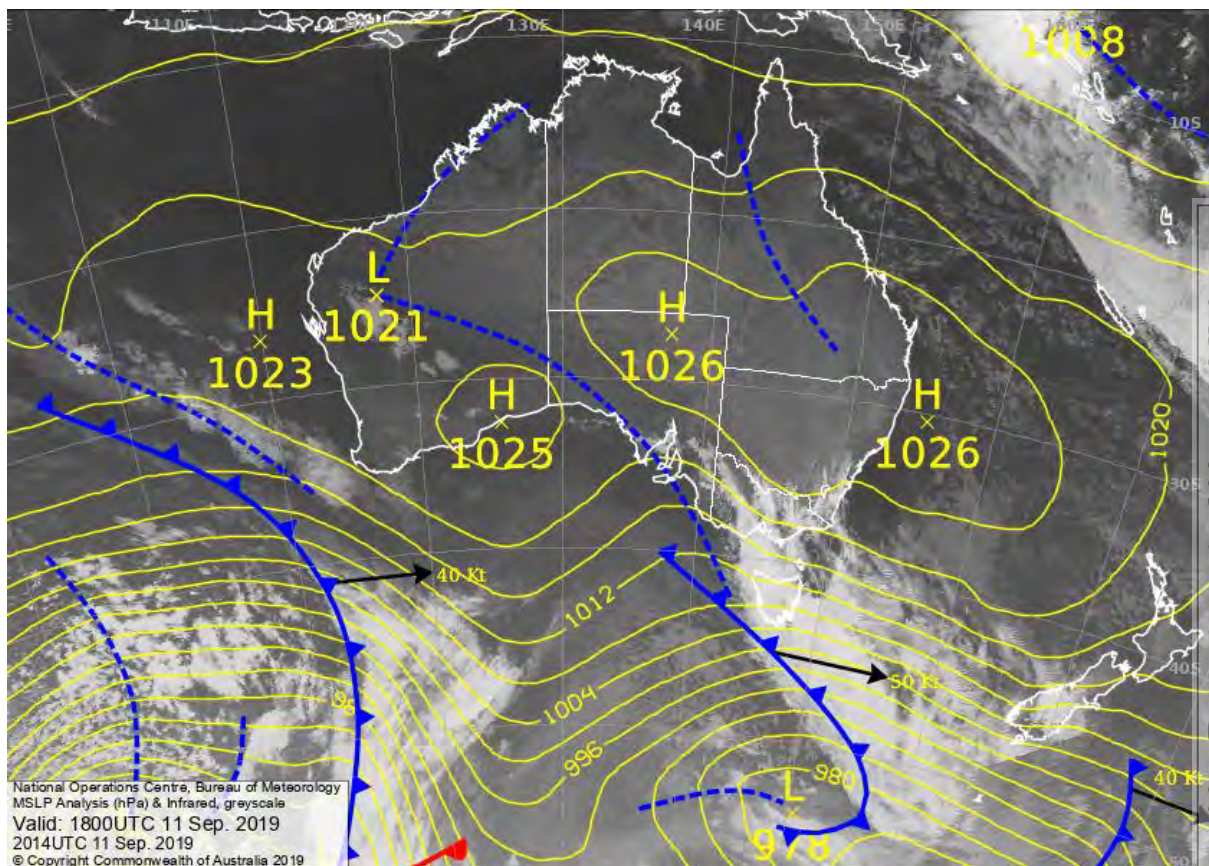 110E
130E
140E
150E
1008
10S
L
1021
H
1023
H
1026
H
1025
H
1026
1020
30S
40 Kt
1012
40S
50 Kt
1004
996
980
L
978
40 Kt
National Operations Centre, Bureau of Meteorology
MSLP Analysis (hPa) & Infrared, greyscale
Valid: 1800UTC 11 Sep. 2019
2014UTC 11 Sep. 2019
© Copyright Commonwealth of Australia 2019